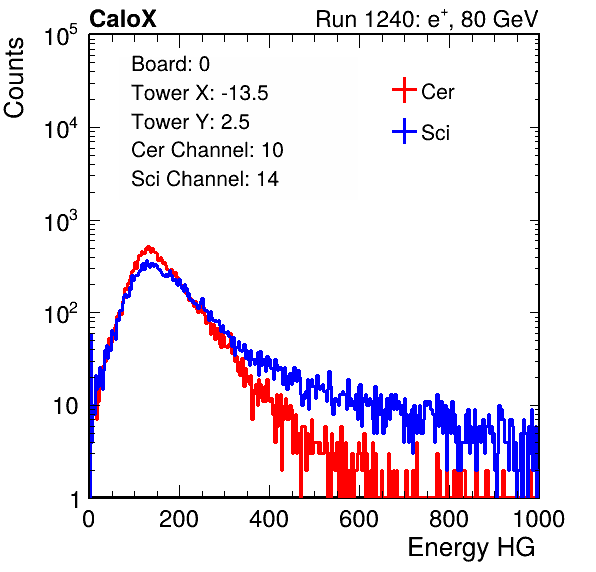 CaloX Run 1240: e⁺, 80 GeV
Counts
10⁵
10⁴
10³
10²
10
1
Board: 0
Tower X: -13.5
Tower Y: 2.5
Cer Channel: 10
Sci Channel: 14
Cer
Sci
0 200 400 600 800 1000
Energy HG